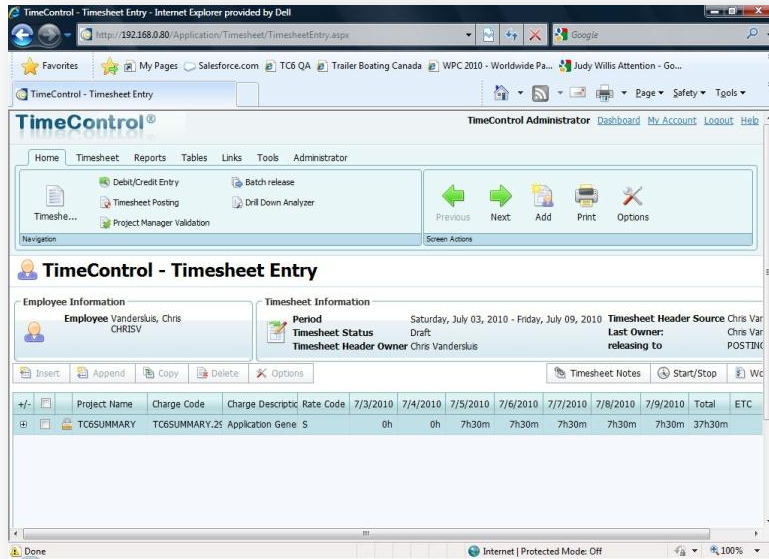 TimeControl - Timesheet Entry - Internet Explorer provided by Dell
http://192.168.0.80/Application/Timesheet/TimesheetEntry.aspx
Google
Favorites My Pages Salesforce.com TC6 QA Trailer Boating Canada WPC 2010 - Worldwide Pa... Judy Willis Attention - Go...
TimeControl - Timesheet Entry
Page Safety Tools
TimeControl®
TimeControl Administrator Dashboard My Account Logout Help
Home Timesheet Reports Tables Links Tools Administrator
Timeshe...
Debit/Credit Entry
Timesheet Posting
Project Manager Validation
Batch release
Drill Down Analyzer
Navigation
Previous Next Add Print Options
Screen Actions
TimeControl - Timesheet Entry
Employee Information
Employee Vandersluis, Chris
CHRISV
Timesheet Information
Period Saturday, July 03, 2010 - Friday, July 09, 2010
Timesheet Status Draft
Timesheet Header Owner Chris Vandersluis
Timesheet Header Source Chris Var
Last Owner: Chris Var
releasing to POSTING
Insert Append Copy Delete Options
Timesheet Notes Start/Stop Wo
+/- Project Name Charge Code Charge Descriptic Rate Code 7/3/2010 7/4/2010 7/5/2010 7/6/2010 7/7/2010 7/8/2010 7/9/2010 Total ETC
TC6SUMMARY TC6SUMMARY.29 Application Gene S 0h 0h 7h30m 7h30m 7h30m 7h30m 7h30m 37h30m
Done
Internet | Protected Mode: Off
100%